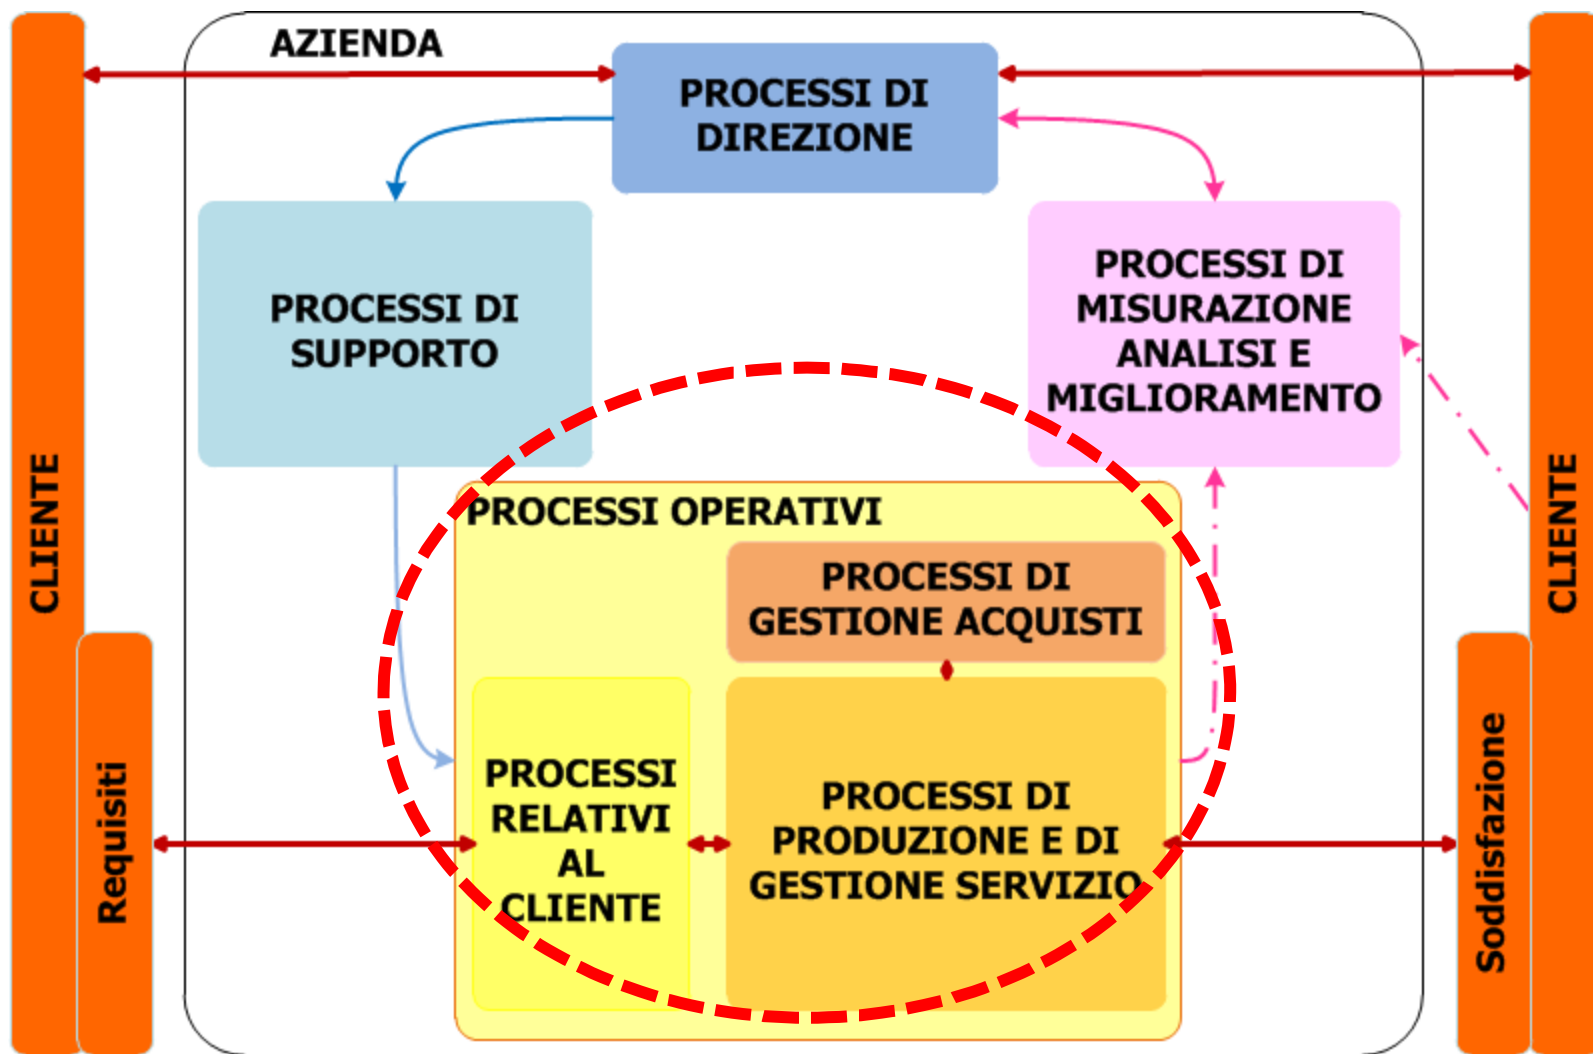 AZIENDA
PROCESSI DI
DIREZIONE
PROCESSI DI
SUPPORTO
PROCESSI DI
MISURAZIONE
ANALISI E
MIGLIORAMENTO
CLIENTE
CLIENTE
PROCESSI OPERATIVI
PROCESSI DI
GESTIONE ACQUISTI
PROCESSI
RELATIVI
AL
CLIENTE
PROCESSI DI
PRODUZIONE E DI
GESTIONE SERVIZIO
Requisiti
Soddisfazione